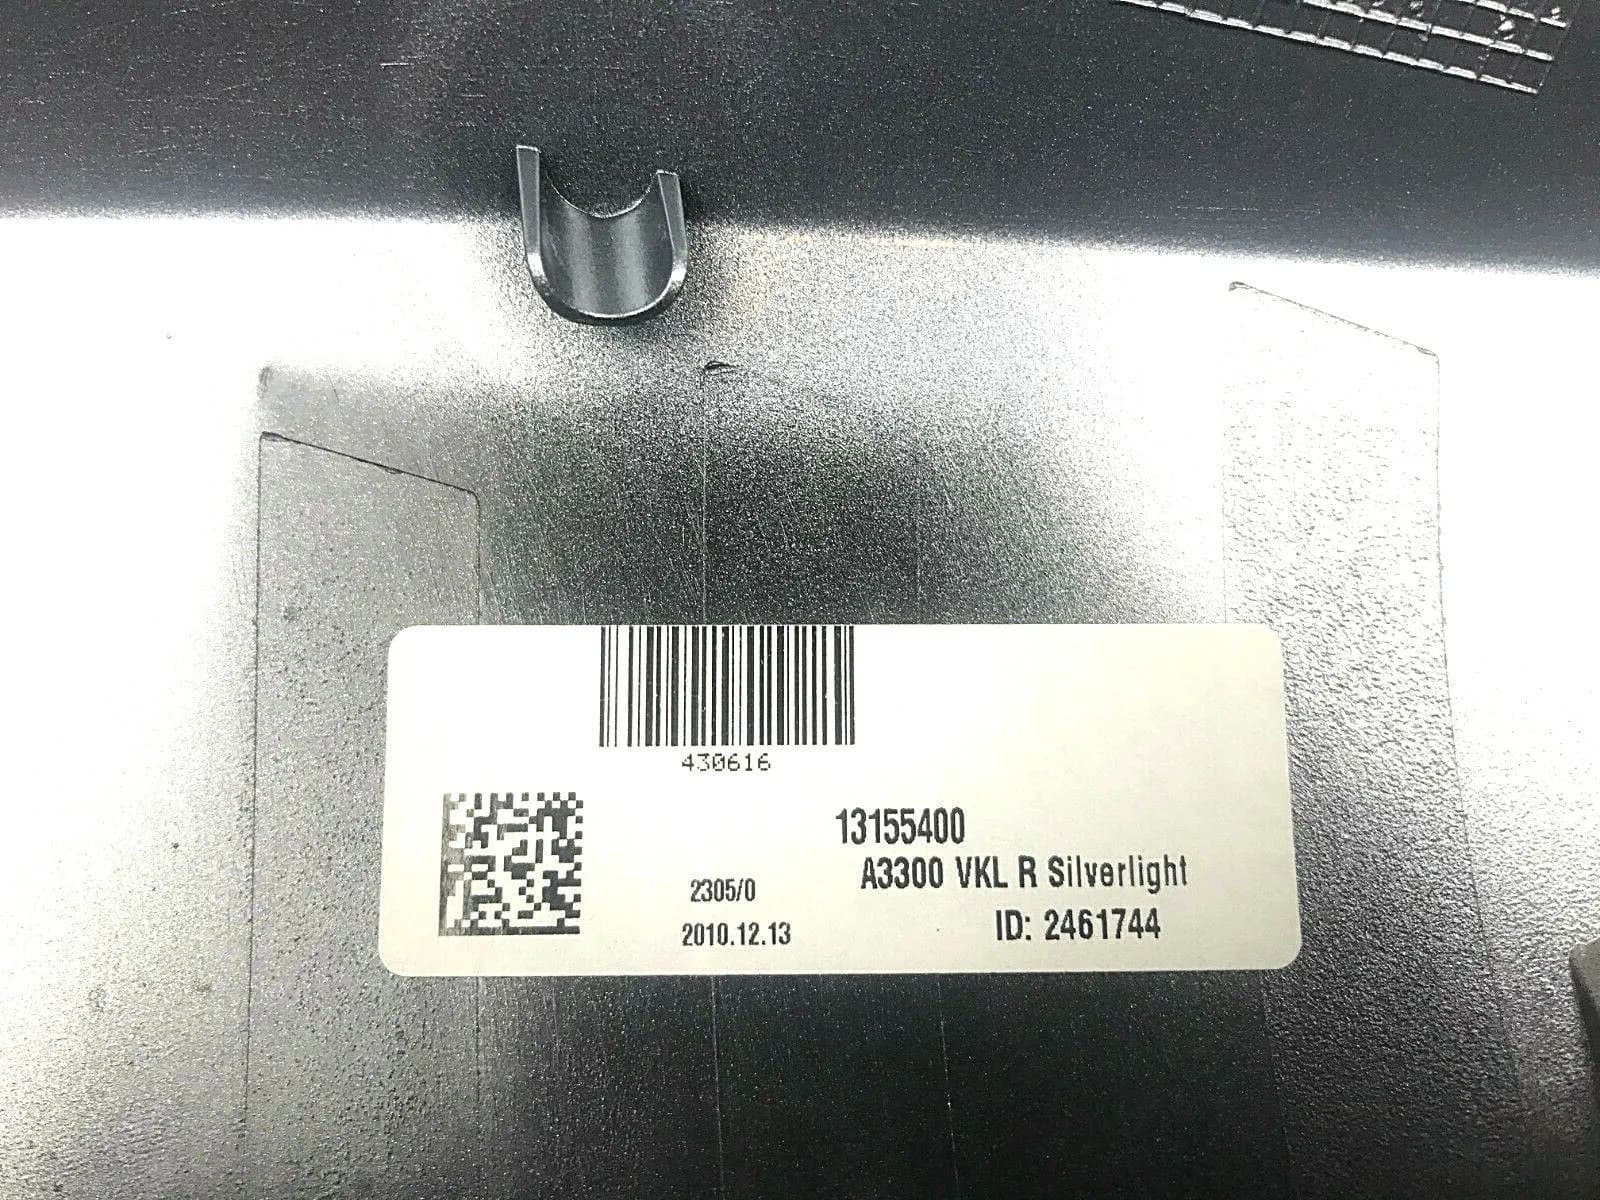 430616
13155400
A3300 VKL R Silverlight
2305/0
2010.12.13
ID: 2461744